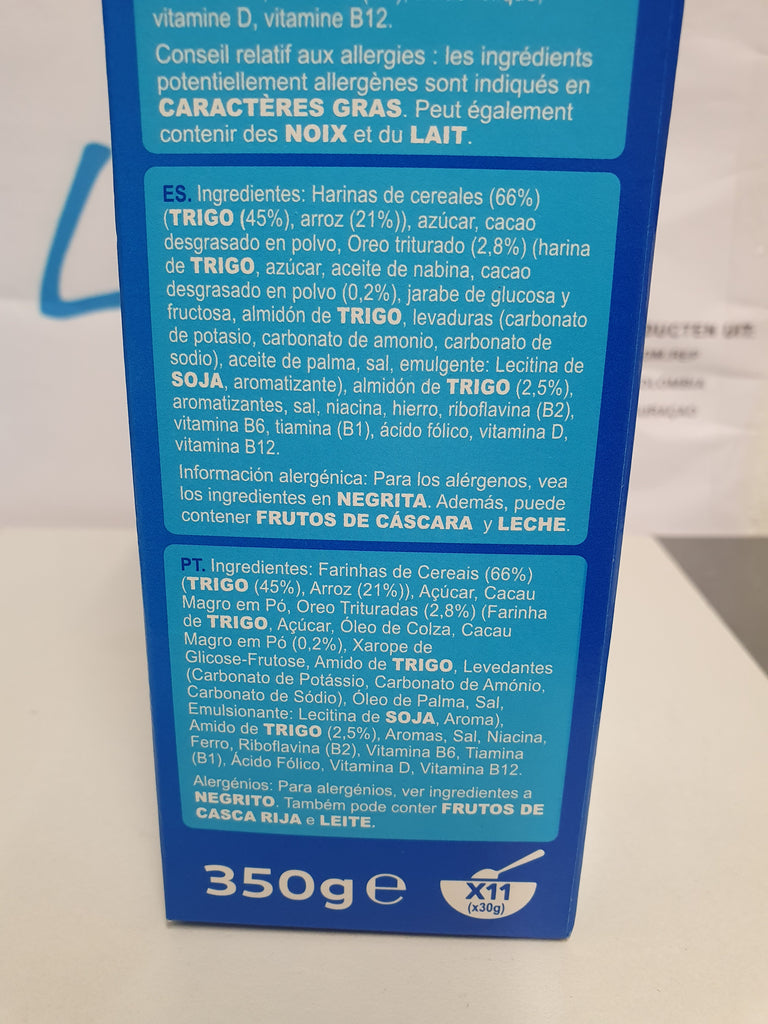 vitamine D, vitamine B12.
Conseil relatif aux allergies : les ingrédients
potentiellement allergènes sont indiqués en
CARACTÈRES GRAS. Peut également
contenir des NOIX et du LAIT.
ES. Ingredientes: Harinas de cereales (66%)
(TRIGO (45%), arroz (21%)), azúcar, cacao
desgrasado en polvo, Oreo triturado (2,8%) (harina
de TRIGO, azúcar, aceite de nabina, cacao
desgrasado en polvo (0,2%), jarabe de glucosa y
fructosa, almidón de TRIGO, levaduras (carbonato
de potasio, carbonato de amonio, carbonato de
sodio), aceite de palma, sal, emulgente: Lecitina de
SOJA, aromatizante), almidón de TRIGO (2,5%),
aromatizantes, sal, niacina, hierro, riboflavina (B2),
vitamina B6, tiamina (B1), ácido fólico, vitamina D,
vitamina B12.
Información alergénica: Para los alérgenos, vea
los ingredientes en NEGRITA. Además, puede
contener FRUTOS DE CÁSCARA y LECHE.
PT. Ingredientes: Farinhas de Cereais (66%)
(TRIGO (45%), Arroz (21%)), Açúcar, Cacau
Magro em Pó, Oreo Trituradas (2,8%) (Farinha
de TRIGO, Açúcar, Óleo de Colza, Cacau
Magro em Pó (0,2%), Xarope de
Glicose-Frutose, Amido de TRIGO, Levedantes
(Carbonato de Potássio, Carbonato de Amónio,
Carbonato de Sódio), Óleo de Palma, Sal,
Emulsionante: Lecitina de SOJA, Aroma),
Amido de TRIGO (2,5%), Aromas, Sal, Niacina,
Ferro, Riboflavina (B2), Vitamina B6, Tiamina
(B1), Ácido Fólico, Vitamina D, Vitamina B12.
Alergénios: Para alergénios, ver ingredientes a
NEGRITO. Também pode conter FRUTOS DE
CASCA RIJA e LEITE.
350g e
X11
(x30g)
L